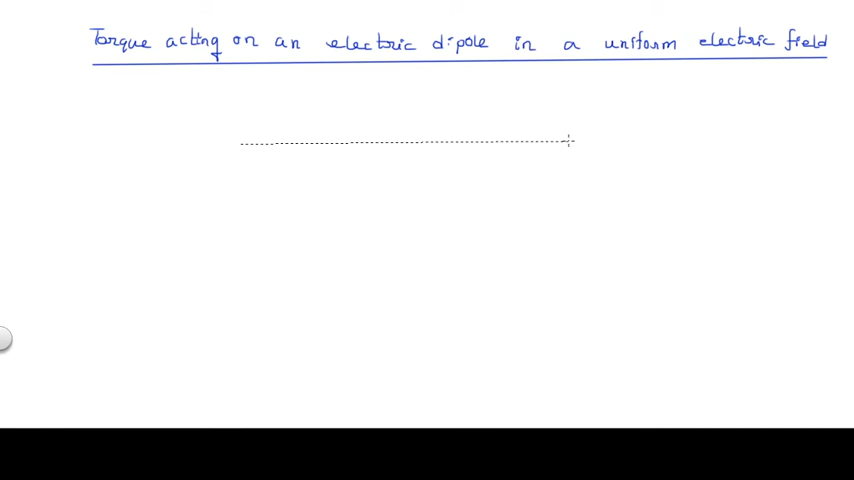 Torque acting on an electric dipole in a uniform electric field